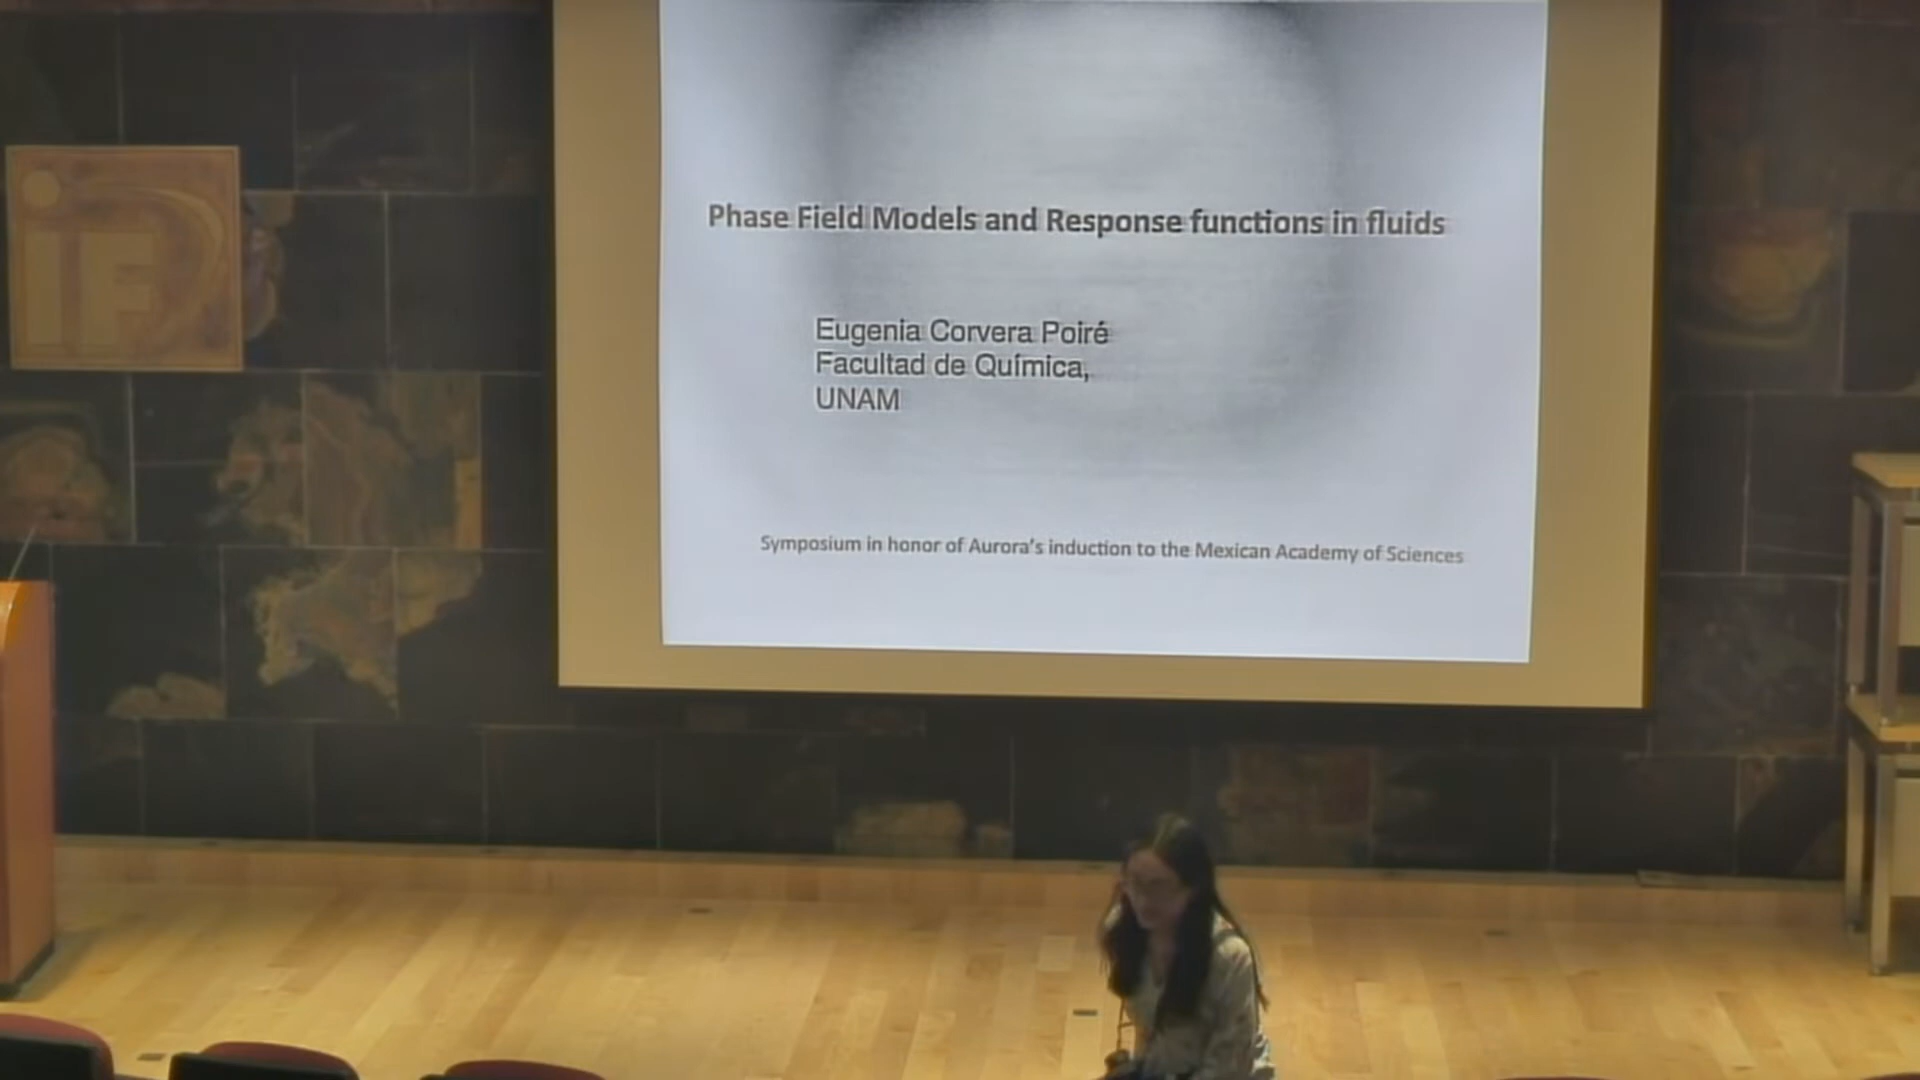 iF
Phase Field Models and Response functions in fluids
Eugenia Corvera Poiré
Facultad de Química,
UNAM
Symposium in honor of Aurora's induction to the Mexican Academy of Sciences